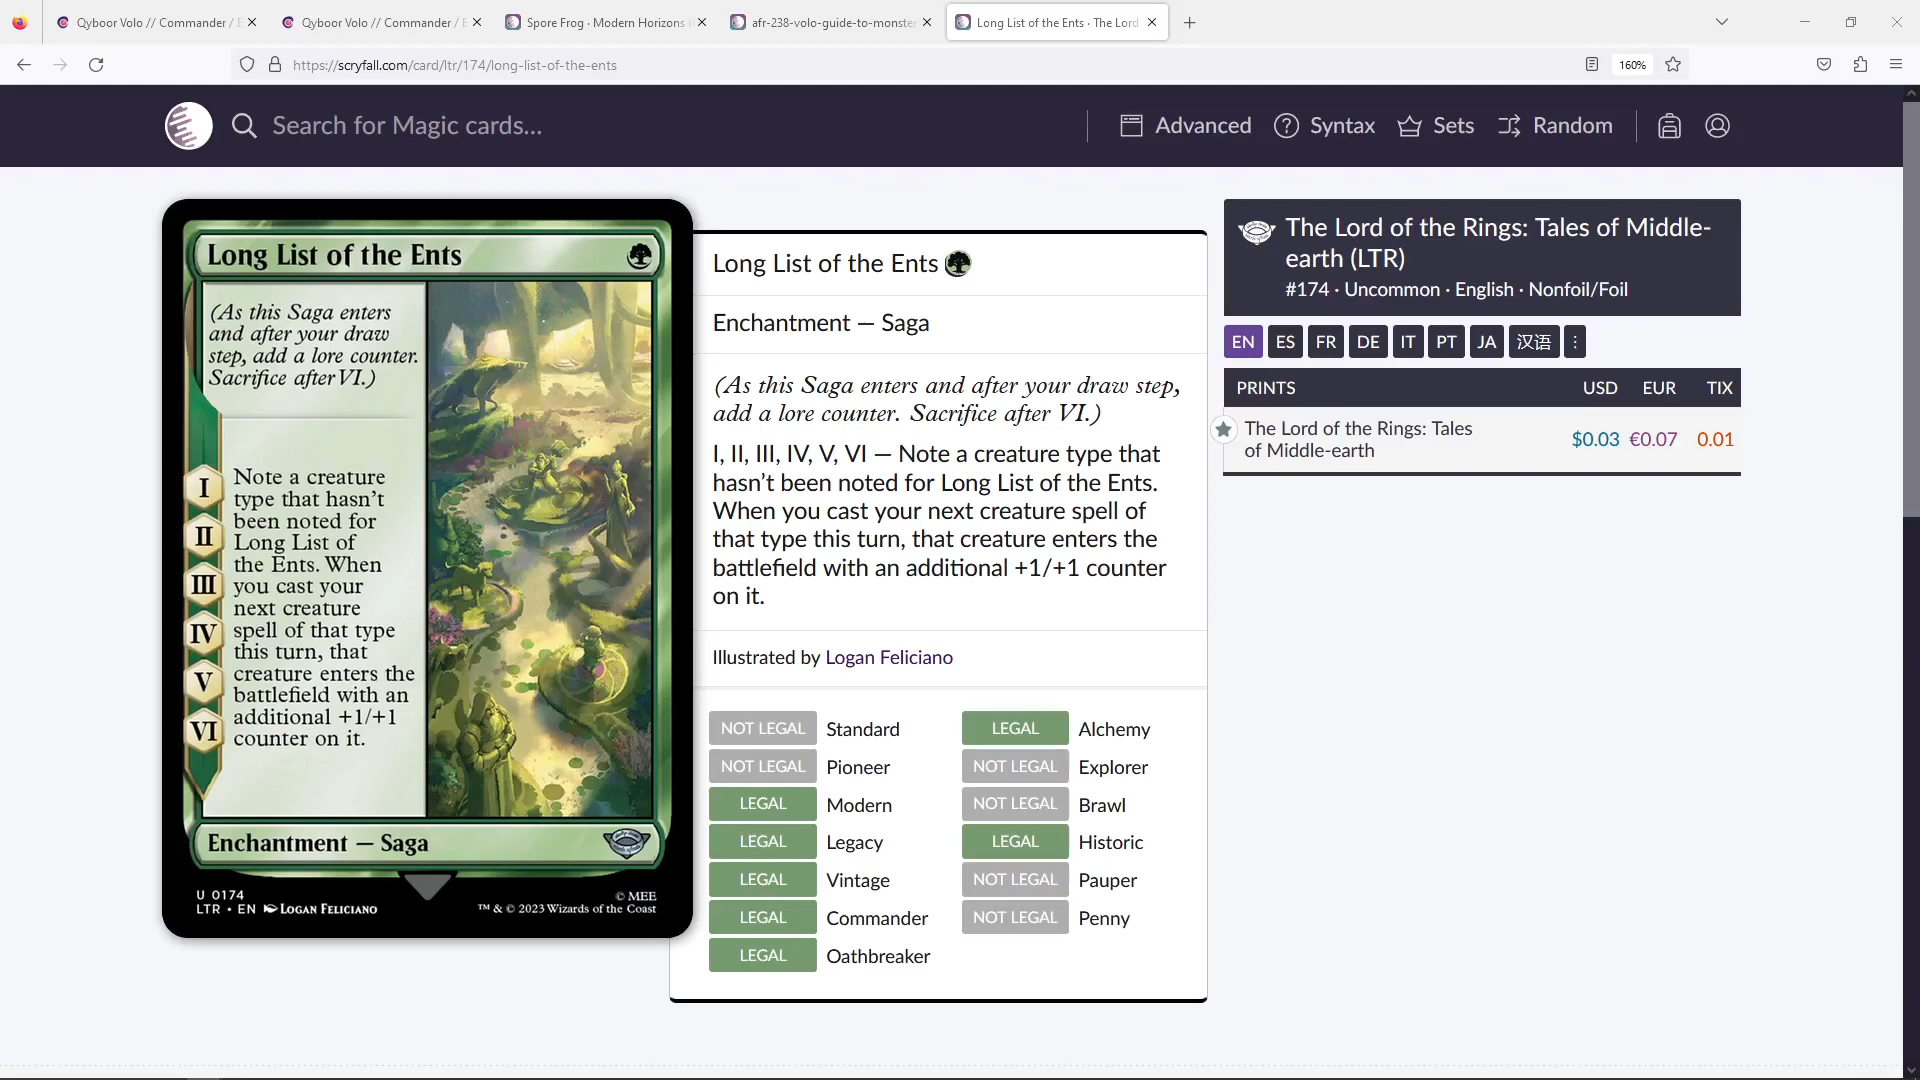 Qyboor Volo // Commander / E
Qyboor Volo // Commander / E
Spore Frog · Modern Horizons
afr-238-volo-guide-to-monster
Long List of the Ents · The Lord
https://scryfall.com/card/ltr/174/long-list-of-the-ents
160%
Search for Magic cards...
Advanced
Syntax
Sets
Random
Long List of the Ents
(As this Saga enters
and after your draw
step, add a lore counter.
Sacrifice after VI.)
I
II
III
IV
V
VI
Note a creature
type that hasn't
been noted for
Long List of
the Ents. When
you cast your
next creature
spell of that type
this turn, that
creature enters the
battlefield with an
additional +1/+1
counter on it.
Enchantment — Saga
U 0174
LTR • EN LOGAN FELICIANO
© MEE
™ & © 2023 Wizards of the Coast
Long List of the Ents
Enchantment — Saga
(As this Saga enters and after your draw step,
add a lore counter. Sacrifice after VI.)
I, II, III, IV, V, VI — Note a creature type that
hasn't been noted for Long List of the Ents.
When you cast your next creature spell of
that type this turn, that creature enters the
battlefield with an additional +1/+1 counter
on it.
Illustrated by Logan Feliciano
NOT LEGAL Standard LEGAL Alchemy
NOT LEGAL Pioneer NOT LEGAL Explorer
LEGAL Modern NOT LEGAL Brawl
LEGAL Legacy LEGAL Historic
LEGAL Vintage NOT LEGAL Pauper
LEGAL Commander NOT LEGAL Penny
LEGAL Oathbreaker
The Lord of the Rings: Tales of Middle-
earth (LTR)
#174 · Uncommon · English · Nonfoil/Foil
EN ES FR DE IT PT JA 汉语
PRINTS USD EUR TIX
The Lord of the Rings: Tales
of Middle-earth
$0.03 €0.07 0.01